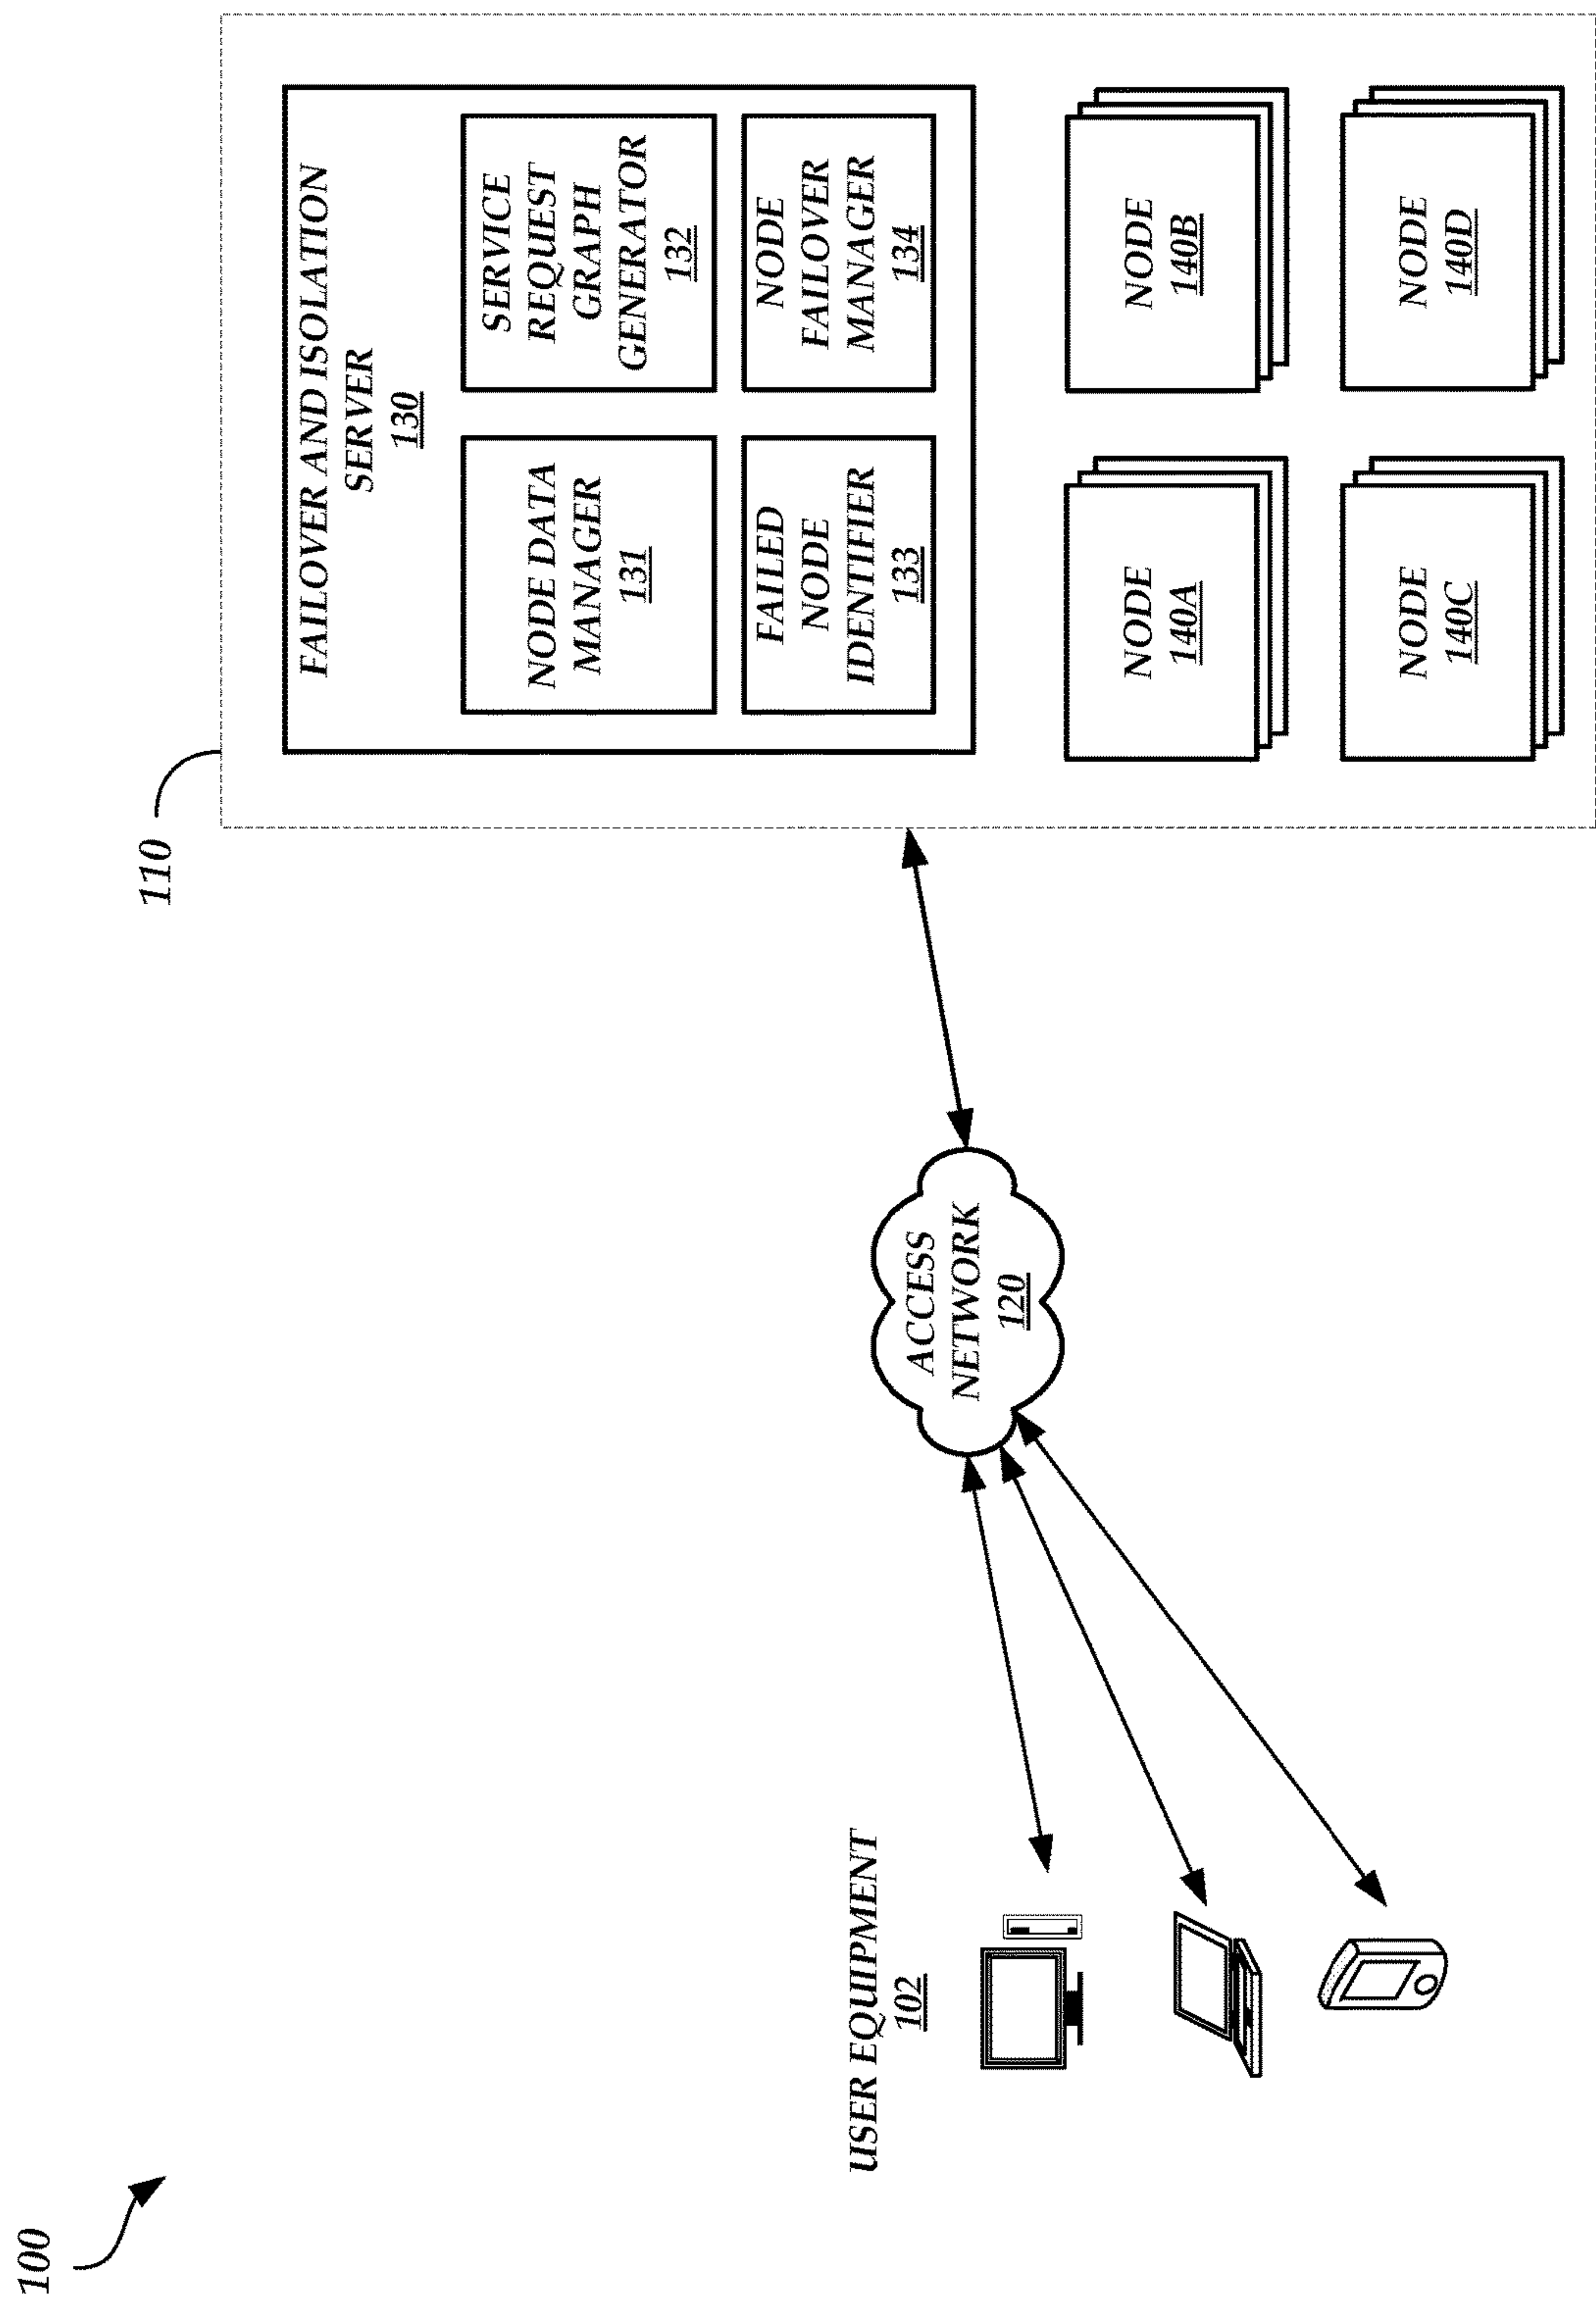 100
110
USER EQUIPMENT
102
ACCESS
NETWORK
120
FAILOVER AND ISOLATION
SERVER
130
NODE DATA
MANAGER
131
SERVICE
REQUEST
GRAPH
GENERATOR
132
FAILED
NODE
IDENTIFIER
133
NODE
FAILOVER
MANAGER
134
NODE
140A
NODE
140B
NODE
140C
NODE
140D